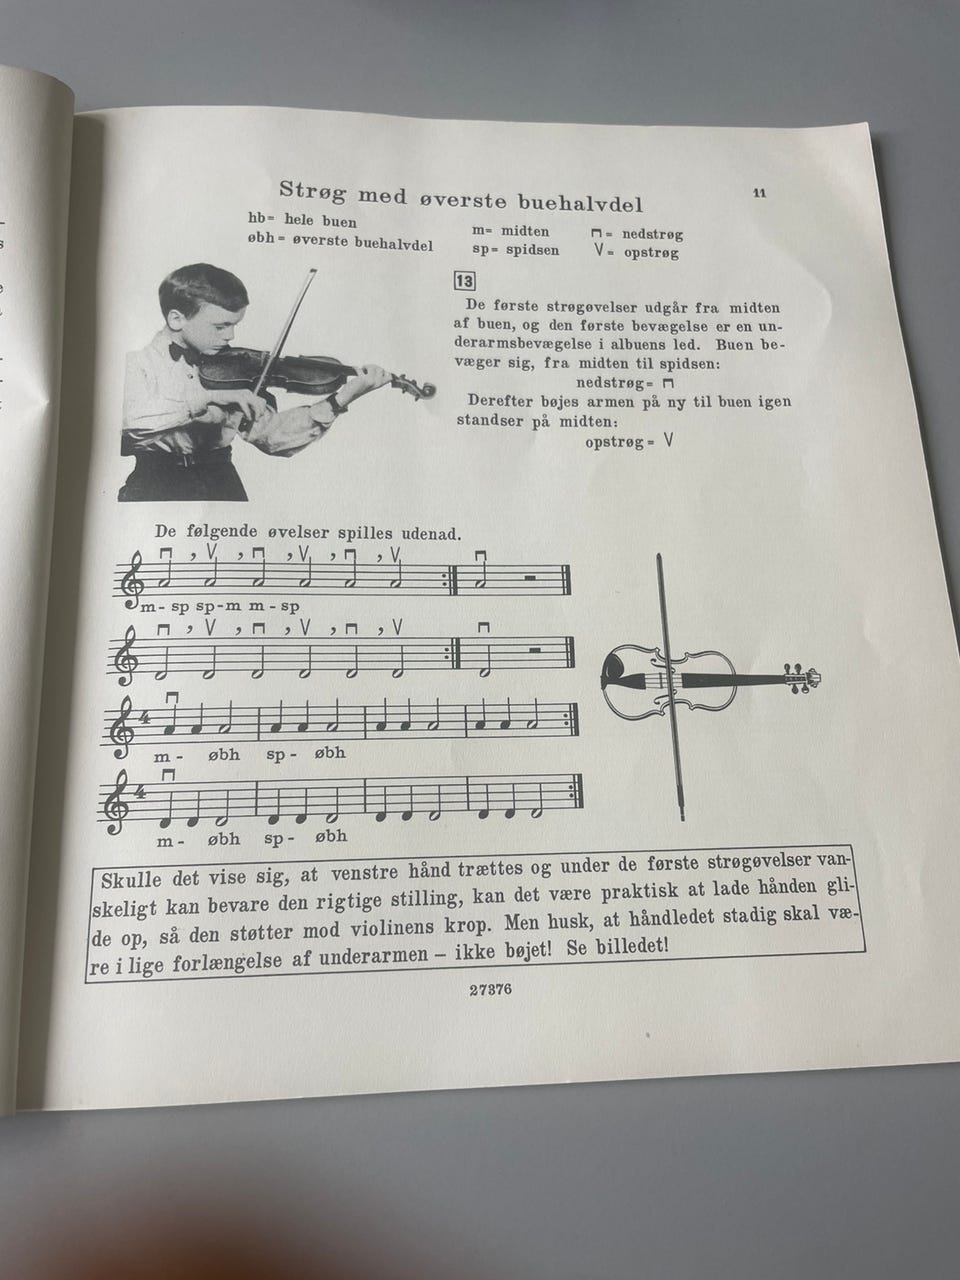 11
Strøg med øverste buehalvdel
hb= hele buen
øbh= øverste buehalvdel
m= midten
sp= spidsen
= nedstrøg
V= opstrøg
13
De første strøgøvelser udgår fra midten
af buen, og den første bevægelse er en un-
derarmsbevægelse i albuens led. Buen be-
væger sig, fra midten til spidsen:
nedstrøg=
Derefter bøjes armen på ny til buen igen
standser på midten:
opstrøg= V
De følgende øvelser spilles udenad.
, V , , V , , V
m- sp sp-m m-sp
, V , , V , , V
4
m- øbh sp- øbh
4
m- øbh sp- øbh
Skulle det vise sig, at venstre hånd trættes og under de første strøgøvelser van-
skeligt kan bevare den rigtige stilling, kan det være praktisk at lade hånden gli-
de op, så den støtter mod violinens krop. Men husk, at håndledet stadig skal væ-
re i lige forlængelse af underarmen – ikke bøjet! Se billedet!
27376